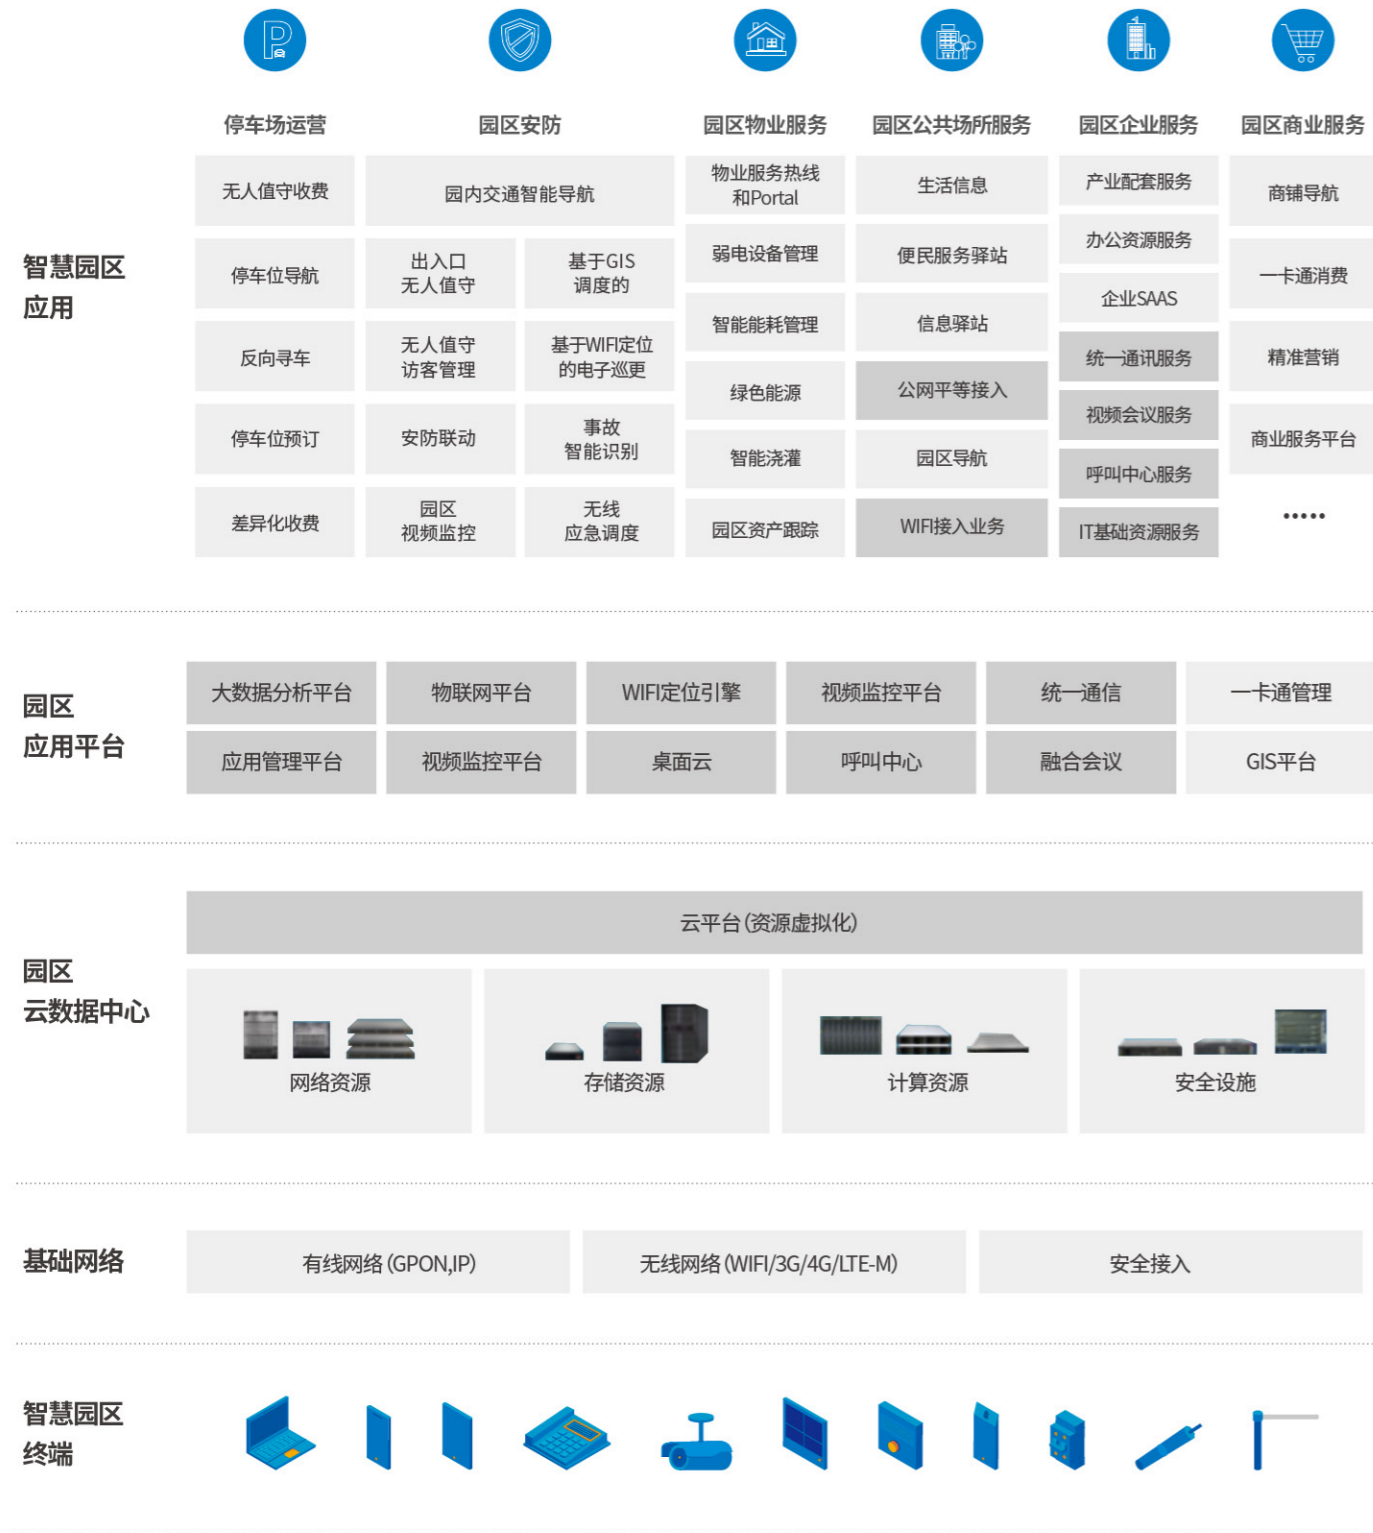 停车场运营
园区安防
园区物业服务
园区公共场所服务
园区企业服务
园区商业服务
智慧园区
应用
无人值守收费
停车位导航
反向寻车
停车位预订
差异化收费
园内交通智能导航
出入口
无人值守
基于GIS
调度的
无人值守
访客管理
基于WIFI定位
的电子巡更
安防联动
事故
智能识别
园区
视频监控
无线
应急调度
物业服务热线
和Portal
弱电设备管理
智能能耗管理
绿色能源
智能浇灌
园区资产跟踪
生活信息
便民服务驿站
信息驿站
公网平等接入
园区导航
WIFI接入业务
产业配套服务
办公资源服务
企业SAAS
统一通讯服务
视频会议服务
呼叫中心服务
IT基础资源服务
商铺导航
一卡通消费
精准营销
商业服务平台
•••••
园区
应用平台
大数据分析平台
物联网平台
WIFI定位引擎
视频监控平台
统一通信
一卡通管理
应用管理平台
视频监控平台
桌面云
呼叫中心
融合会议
GIS平台
园区
云数据中心
云平台(资源虚拟化)
网络资源
存储资源
计算资源
安全设施
基础网络
有线网络(GPON,IP)
无线网络(WIFI/3G/4G/LTE-M)
安全接入
智慧园区
终端